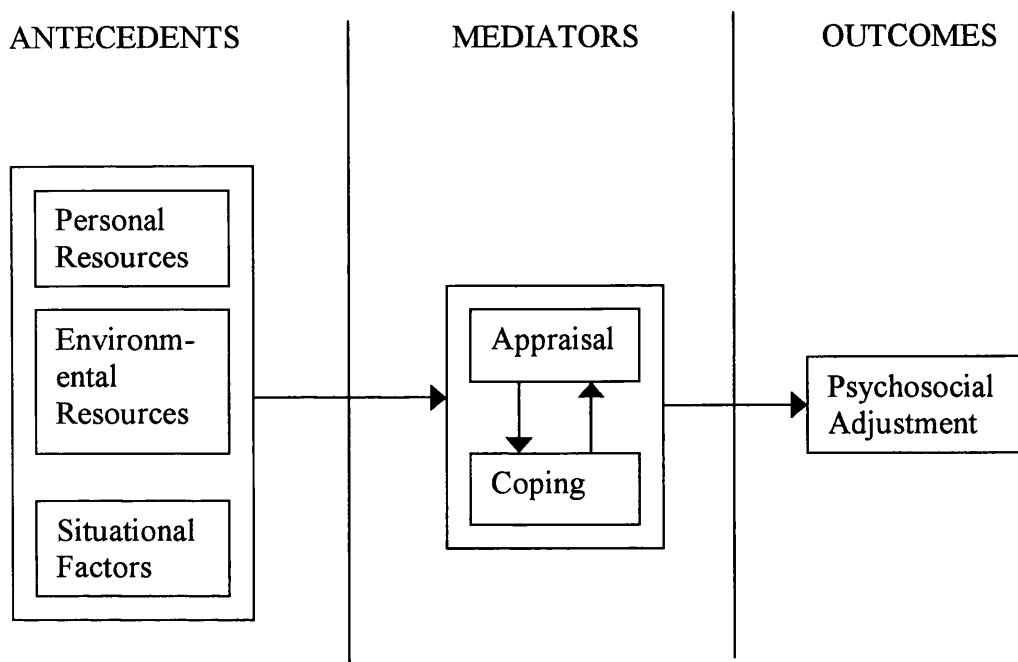 ANTECEDENTS
MEDIATORS
OUTCOMES
Personal
Resources
Environm-
ental
Resources
Situational
Factors
Appraisal
Coping
Psychosocial
Adjustment